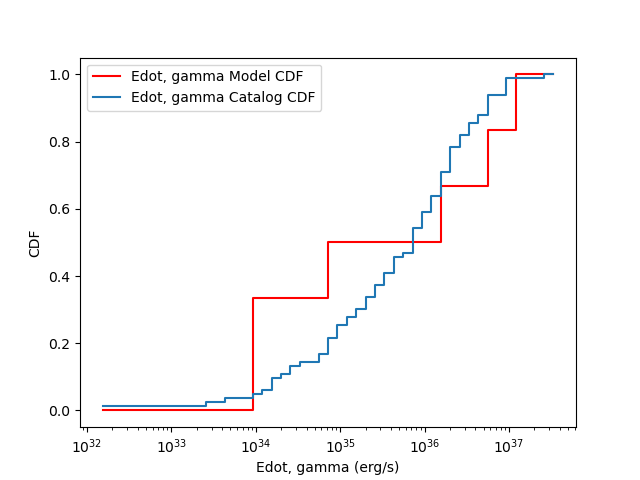 Edot, gamma Model CDF
Edot, gamma Catalog CDF
CDF
1.0
0.8
0.6
0.4
0.2
0.0
10^32 10^33 10^34 10^35 10^36 10^37
Edot, gamma (erg/s)